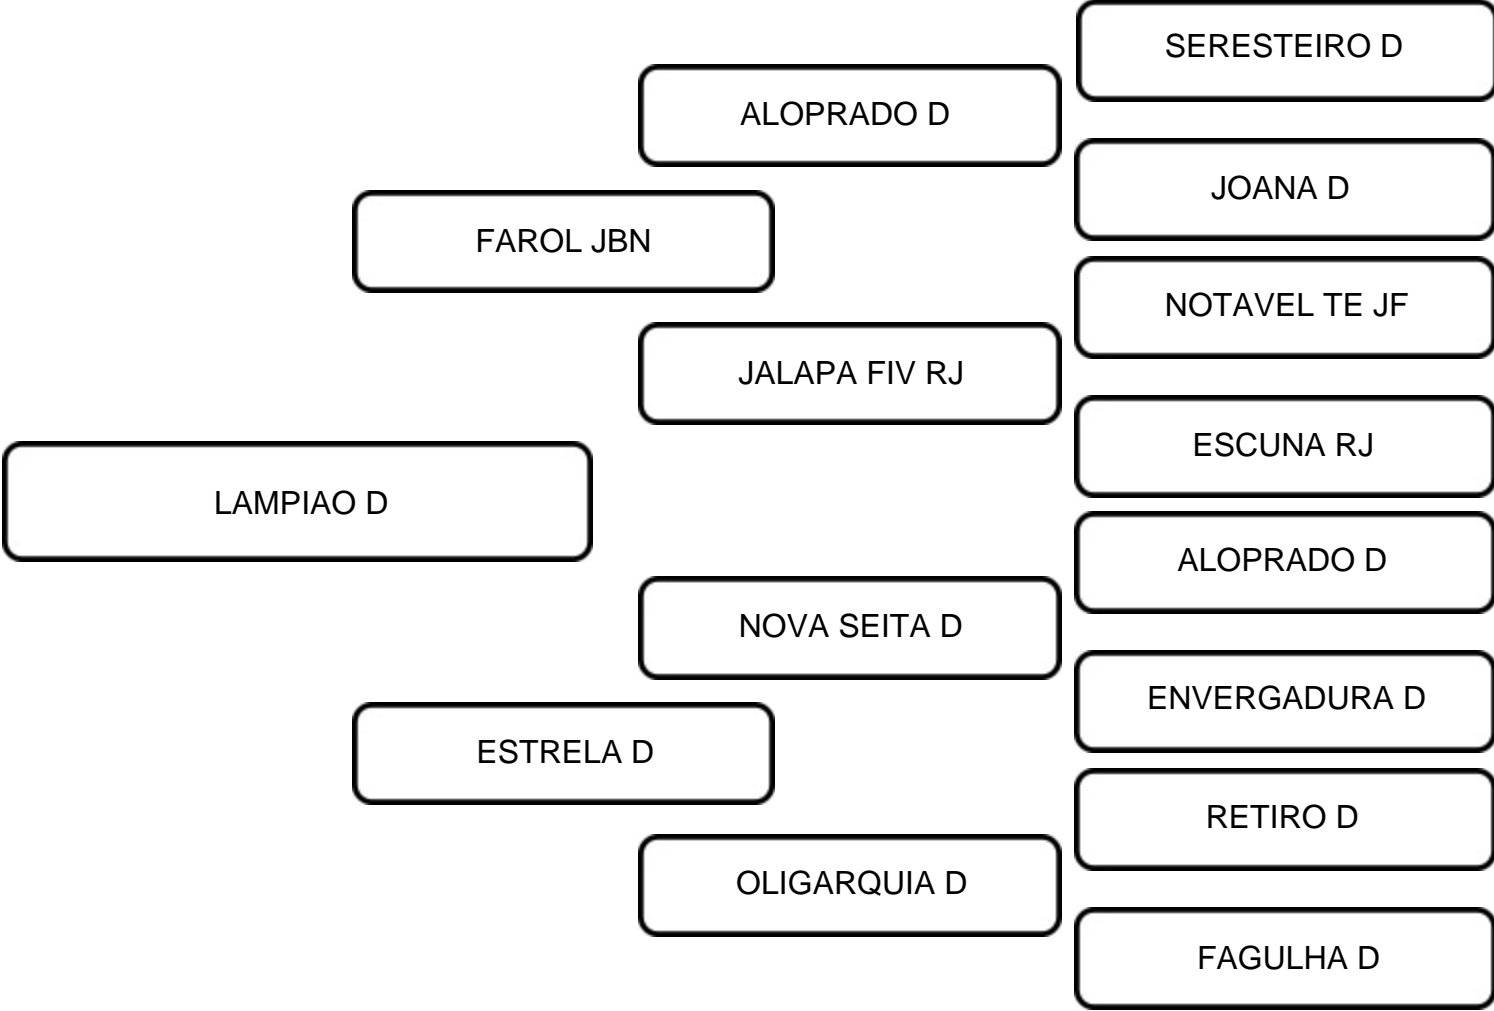 SERESTEIRO D
ALOPRADO D
JOANA D
FAROL JBN
NOTAVEL TE JF
JALAPA FIV RJ
ESCUNA RJ
LAMPIAO D
ALOPRADO D
NOVA SEITA D
ENVERGADURA D
ESTRELA D
RETIRO D
OLIGARQUIA D
FAGULHA D